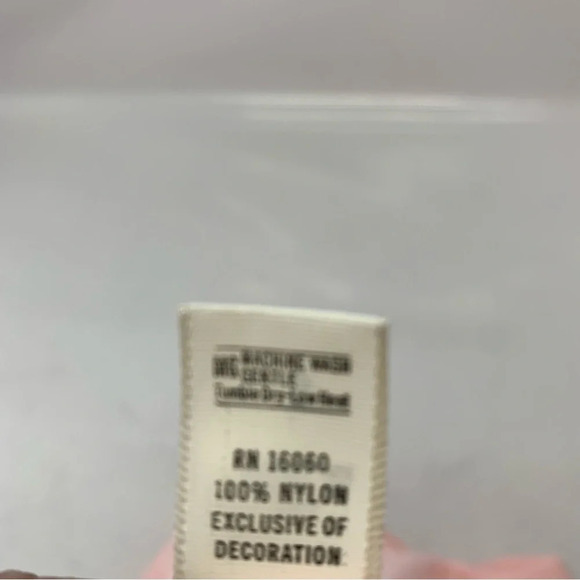 MACHINE WASH
GENTLE
Tumble Dry-Low Heat
RN 16060
100% NYLON
EXCLUSIVE OF
DECORATION